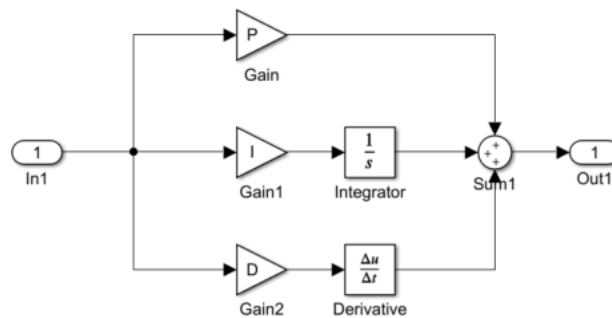 P
Gain
1
In1
I
Gain1
1
s
Integrator
+
+
+
Sum1
1
Out1
D
Gain2
Δu
Δt
Derivative